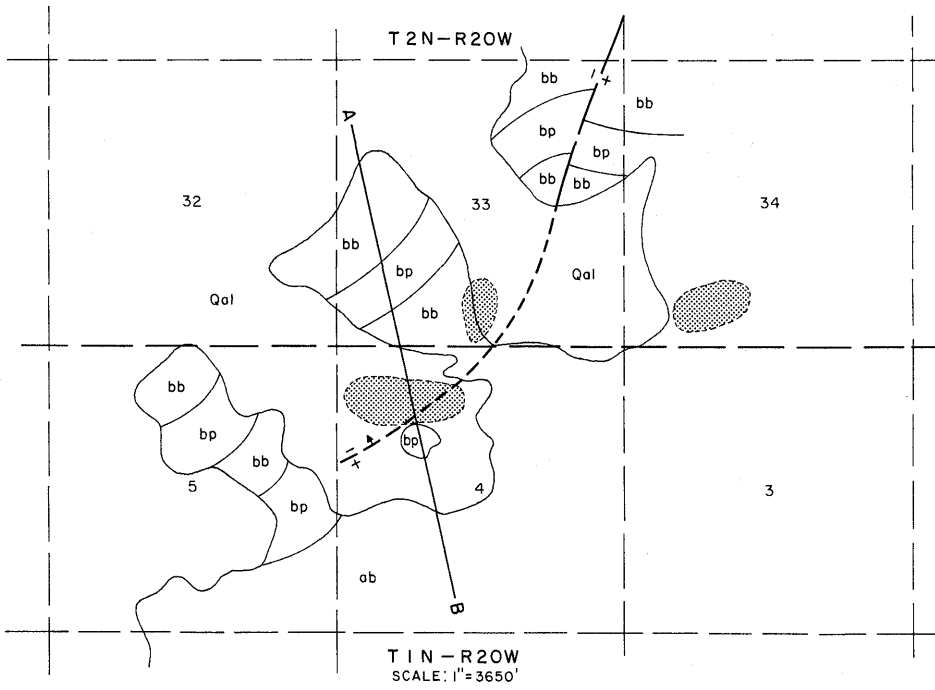 T2N-R20W
bb
- +
bb
A
bp
bp
32
33
34
bb
bb
bb
bp
Qal
Qal
bb
bb
bp
bp
- +
bb
5
4
3
bp
ab
B
T1N-R20W
SCALE: 1"=3650'